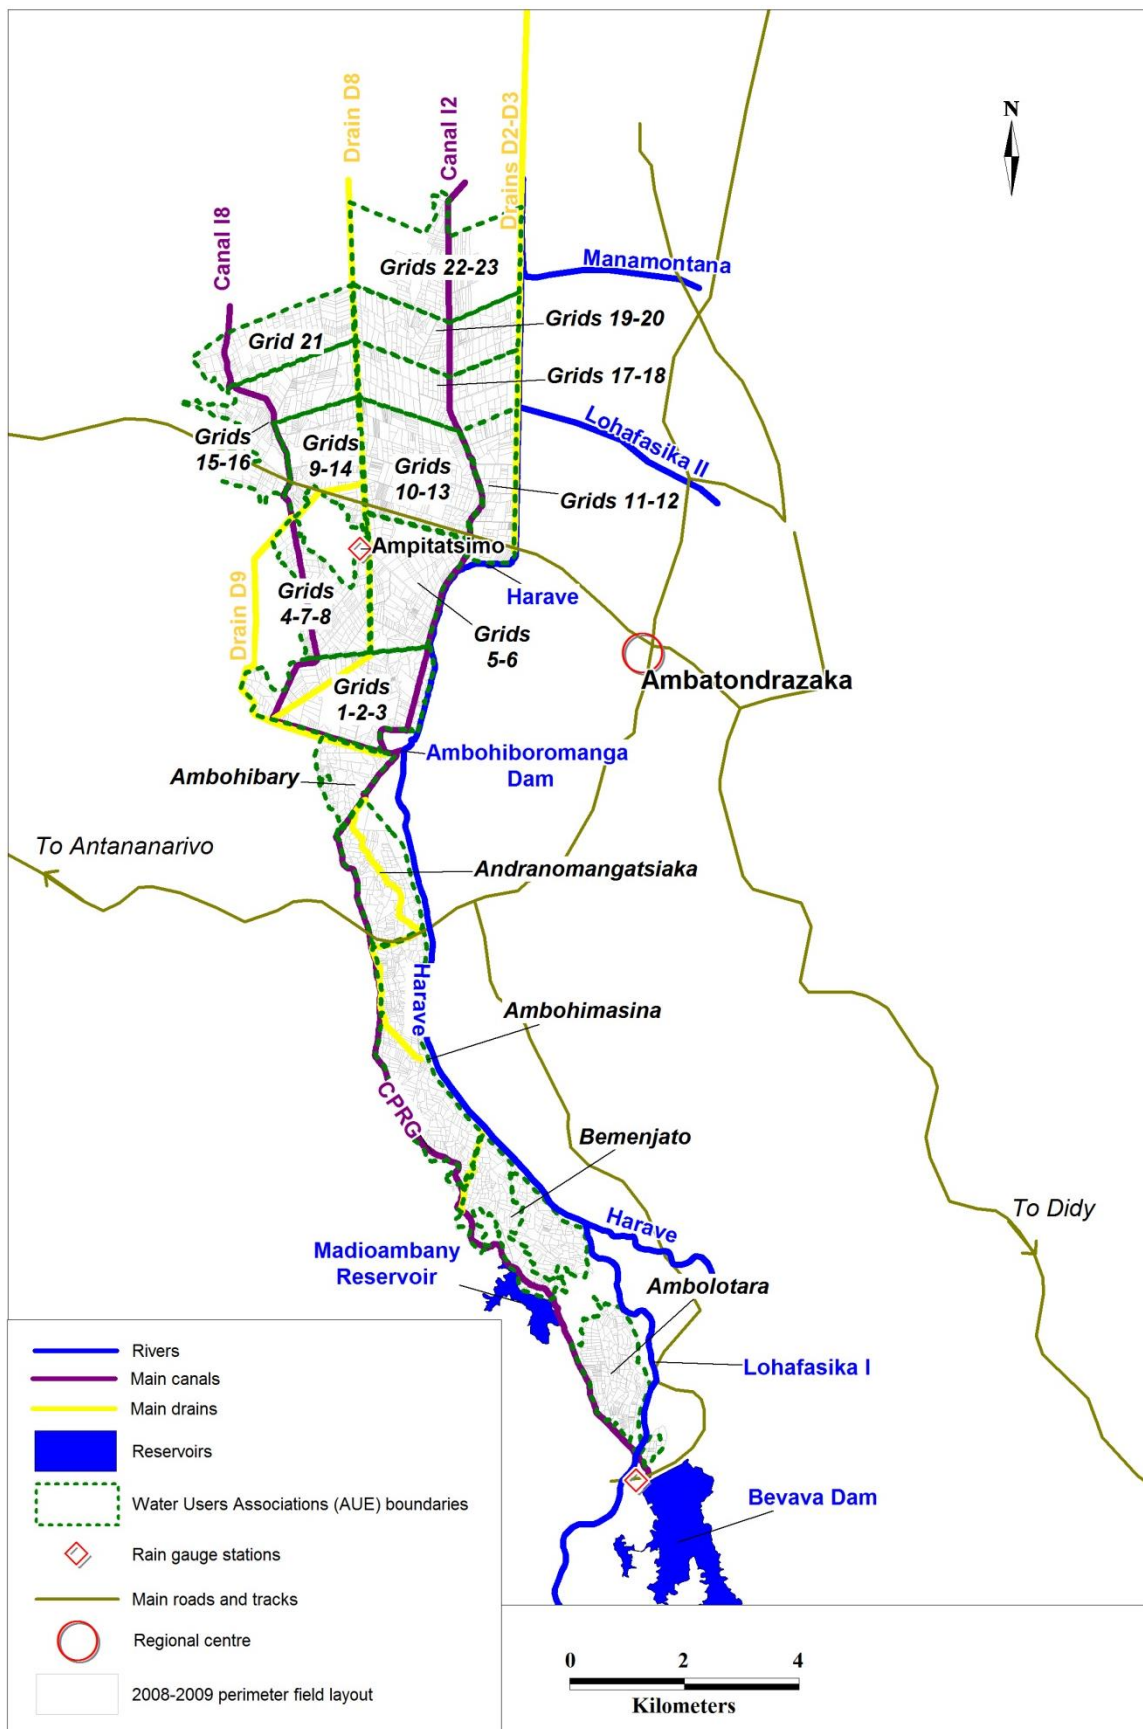 N
Drain D8
Canal I2
Drains D2-D3
Canal I8
Manamontana
Grids 22-23
Grids 19-20
Grid 21
Grids 17-18
Lohafasika II
Grids
15-16
Grids
9-14
Grids
10-13
Grids 11-12
Ampitatsimo
Harave
Drain D9
Grids
4-7-8
Grids
5-6
Ambatondrazaka
Grids
1-2-3
Ambohiboromanga
Dam
Ambohibary
To Antananarivo
Andranomangatsiaka
Harave
Ambohimasina
CPRG
Bemenjato
To Didy
Harave
Madioambany
Reservoir
Ambolotara
Lohafasika I
Bevava Dam
Rivers
Main canals
Main drains
Reservoirs
Water Users Associations (AUE) boundaries
Rain gauge stations
Main roads and tracks
Regional centre
2008-2009 perimeter field layout
0 2 4
Kilometers